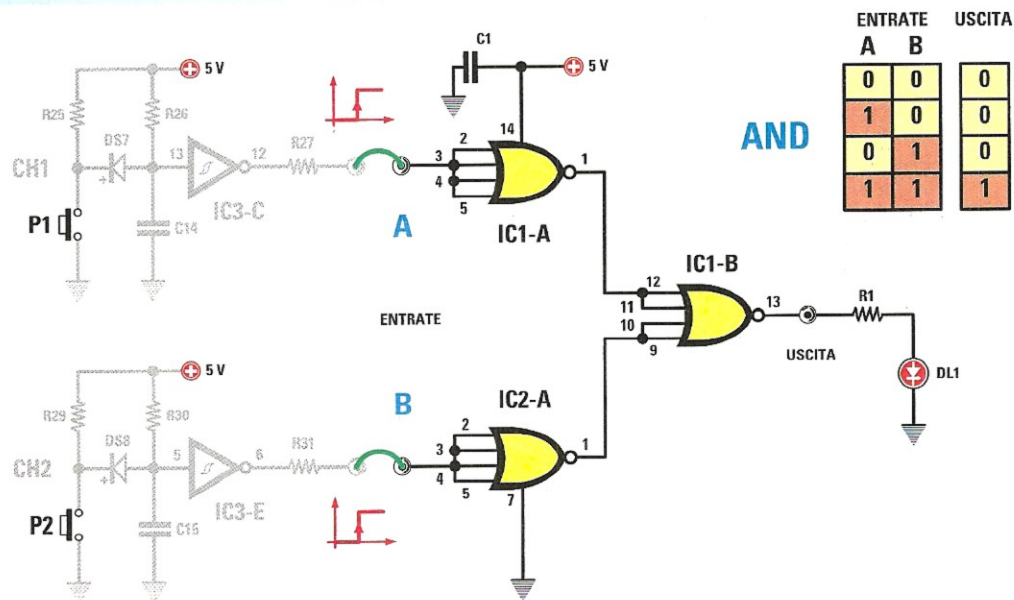 ENTRATE USCITA
A B
0 0 0
1 0 0
0 1 0
1 1 1
AND
C1
5 V
5 V
R25
R26
DS7
+
CH1
13
12
R27
IC3-C
C14
P1
A
14
2
3
4
5
1
IC1-A
ENTRATE
IC1-B
12
11
10
9
13
R1
USCITA
DL1
5 V
R29
R30
DS8
+
CH2
5
6
R31
IC3-E
C15
P2
B
IC2-A
2
3
4
5
7
1